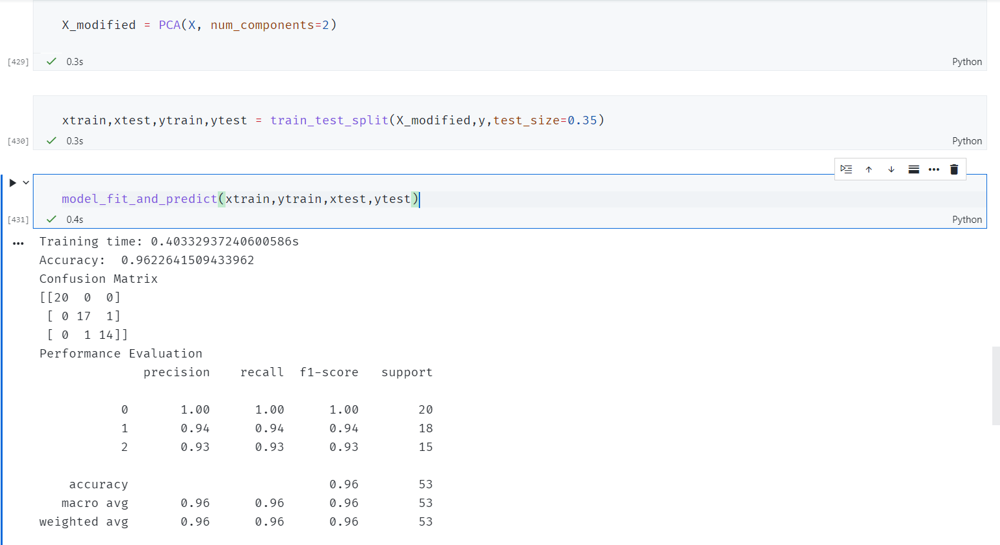 X_modified = PCA(X, num_components=2)
[429] 0.3s Python
xtrain,xtest,ytrain,ytest = train_test_split(X_modified,y,test_size=0.35)
[430] 0.3s Python
model_fit_and_predict(xtrain,ytrain,xtest,ytest)
[431] 0.4s Python
Training time: 0.40332937240600586s
Accuracy:  0.9622641509433962
Confusion Matrix
[[20  0  0]
 [ 0 17  1]
 [ 0  1 14]]
Performance Evaluation
              precision    recall  f1-score   support
           0       1.00      1.00      1.00        20
           1       0.94      0.94      0.94        18
           2       0.93      0.93      0.93        15
    accuracy                           0.96        53
   macro avg       0.96      0.96      0.96        53
weighted avg       0.96      0.96      0.96        53